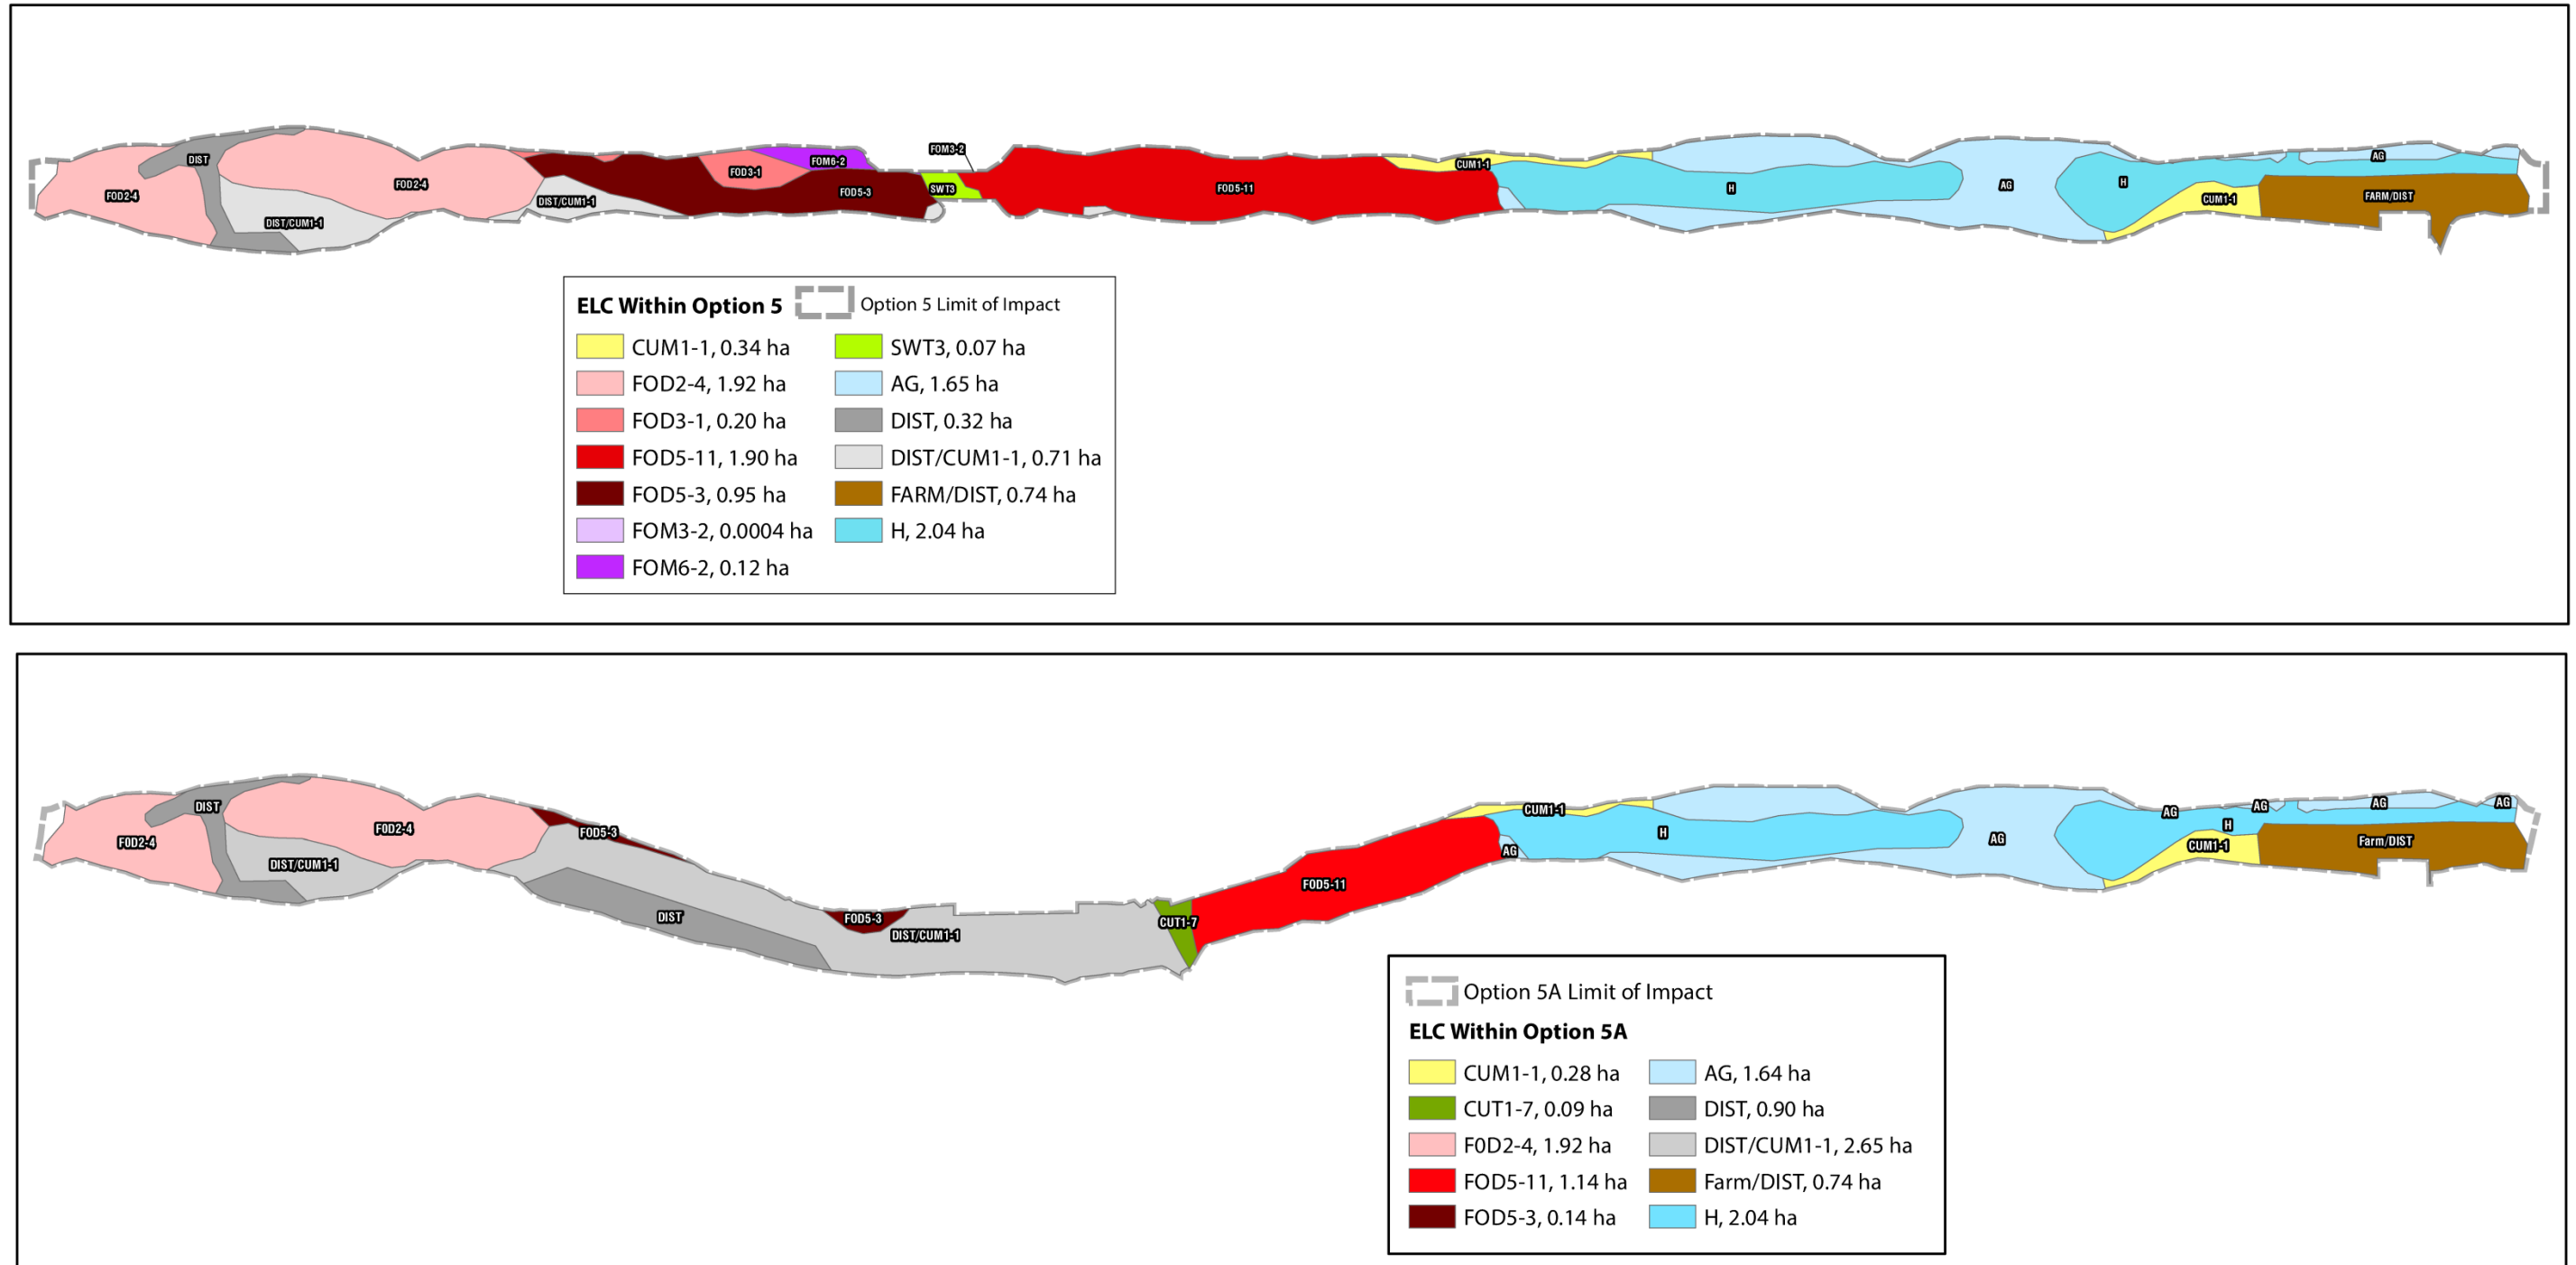 DIST
FOD2-4
FOD2-4
DIST/CUM1-1
DIST/CUM1-1
FOD3-1
FOM6-2
FOD5-3
FOM3-2
SWT3
FOD5-11
CUM1-1
H
AG
H
CUM1-1
AG
FARM/DIST
ELC Within Option 5
Option 5 Limit of Impact
CUM1-1, 0.34 ha
FOD2-4, 1.92 ha
FOD3-1, 0.20 ha
FOD5-11, 1.90 ha
FOD5-3, 0.95 ha
FOM3-2, 0.0004 ha
FOM6-2, 0.12 ha
SWT3, 0.07 ha
AG, 1.65 ha
DIST, 0.32 ha
DIST/CUM1-1, 0.71 ha
FARM/DIST, 0.74 ha
H, 2.04 ha
DIST
F0D2-4
F0D2-4
DIST/CUM1-1
FOD5-3
DIST
FOD5-3
DIST/CUM1-1
CUT1-7
FOD5-11
CUM1-1
AG
H
AG
AG
H
CUM1-1
AG
AG
AG
Farm/DIST
Option 5A Limit of Impact
ELC Within Option 5A
CUM1-1, 0.28 ha
CUT1-7, 0.09 ha
F0D2-4, 1.92 ha
FOD5-11, 1.14 ha
FOD5-3, 0.14 ha
AG, 1.64 ha
DIST, 0.90 ha
DIST/CUM1-1, 2.65 ha
Farm/DIST, 0.74 ha
H, 2.04 ha